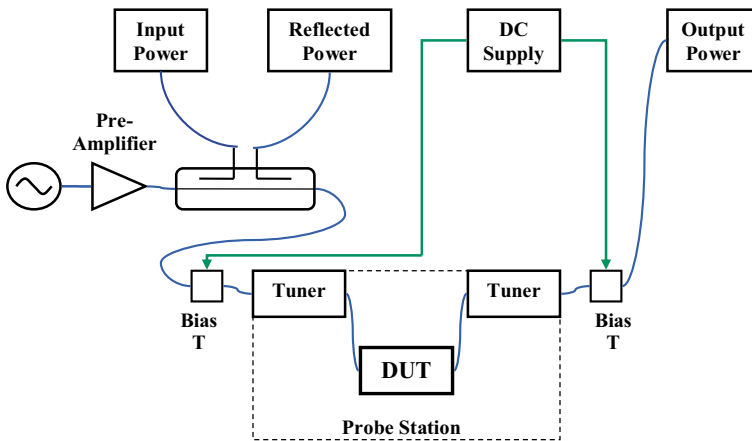 Input
Power
Reflected
Power
DC
Supply
Output
Power
Pre-
Amplifier
Tuner
Tuner
Bias
T
Bias
T
DUT
Probe Station